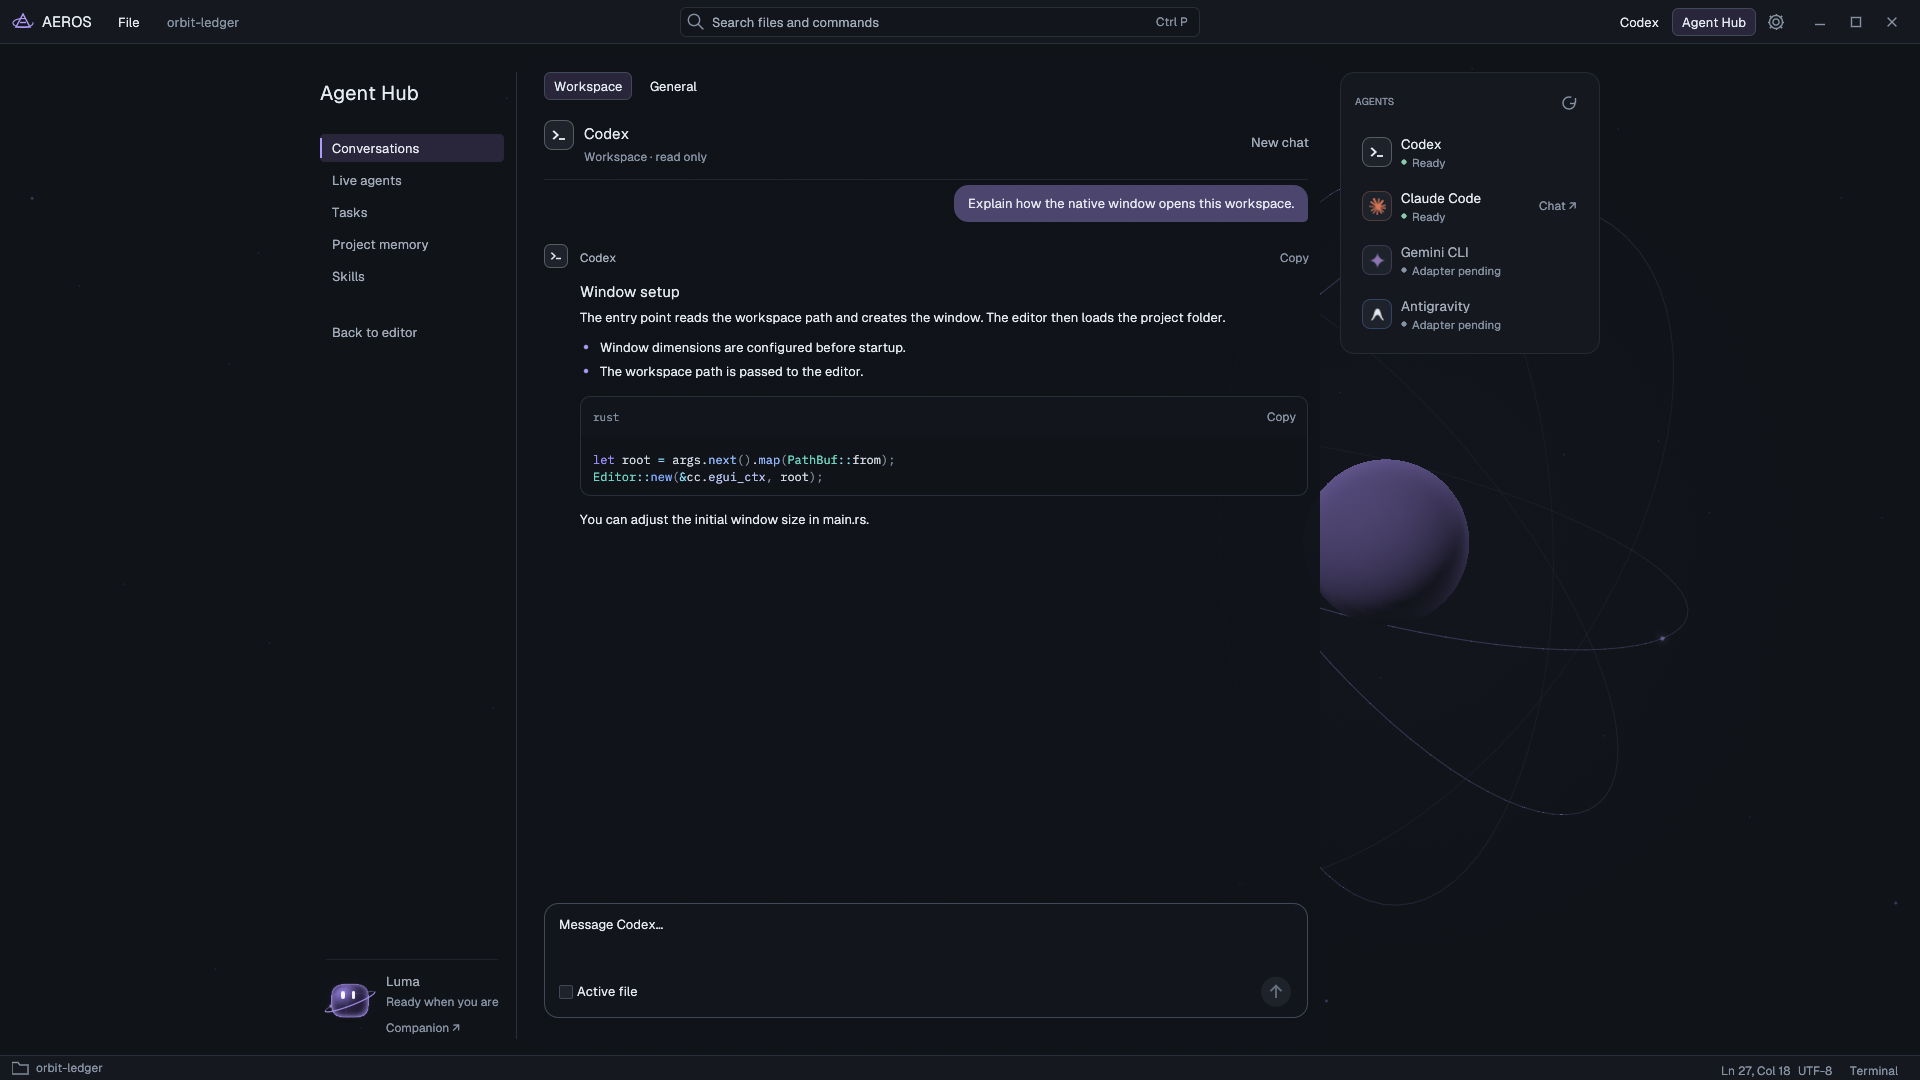 AEROS
File
orbit-ledger
Search files and commands
Ctrl P
Codex
Agent Hub
Agent Hub
Conversations
Live agents
Tasks
Project memory
Skills
Back to editor
Workspace
General
Codex
Workspace · read only
New chat
Explain how the native window opens this workspace.
Codex
Copy
Window setup
The entry point reads the workspace path and creates the window. The editor then loads the project folder.
• Window dimensions are configured before startup.
• The workspace path is passed to the editor.
rust
Copy
let root = args.next().map(PathBuf::from);
Editor::new(&cc.egui_ctx, root);
You can adjust the initial window size in main.rs.
Message Codex…
Active file
AGENTS
Codex
Ready
Claude Code
Ready
Chat ↗
Gemini CLI
Adapter pending
Antigravity
Adapter pending
Luma
Ready when you are
Companion ↗
orbit-ledger
Ln 27, Col 18
UTF-8
Terminal